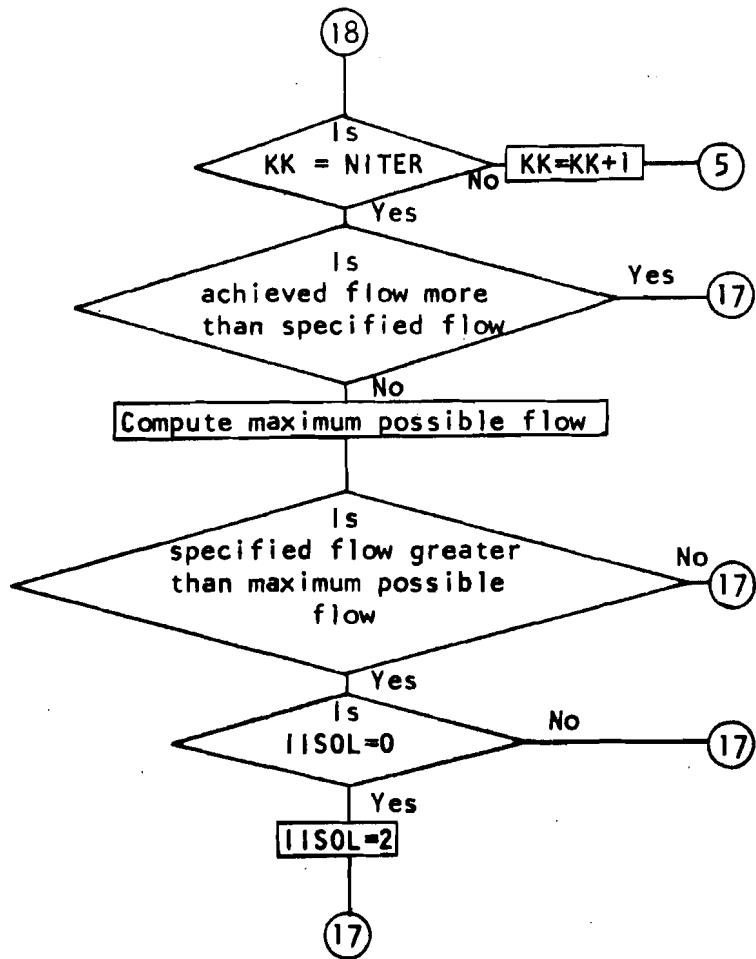 18
Is
KK = NITER
No
KK=KK+1
5
Yes
Is
achieved flow more
than specified flow
Yes
17
No
Compute maximum possible flow
Is
specified flow greater
than maximum possible
flow
No
17
Yes
Is
IISOL=0
No
17
Yes
IISOL=2
17